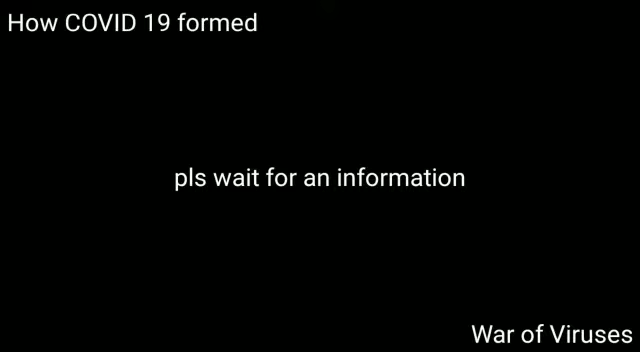 How COVID 19 formed
pls wait for an information
War of Viruses